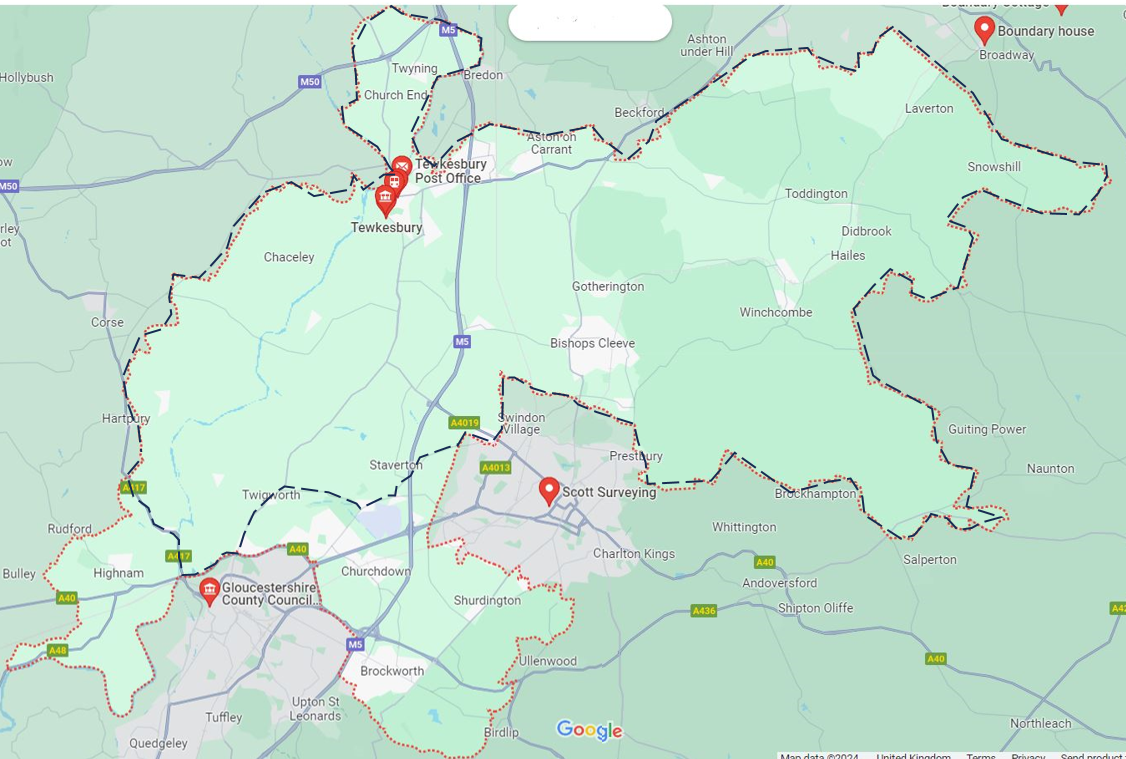 Boundary Cottage
M5
Ashton
under Hill
Boundary house
Broadway
Hollybush
M50
Twyning
Bredon
Church End
Beckford
Laverton
Aston on
Carrant
Tewkesbury
Post Office
Snowshill
M50
Toddington
Tewkesbury
Didbrook
Chaceley
Hailes
Gotherington
Winchcombe
Corse
M5
Bishops Cleeve
Hartpury
A4019
Swindon
Village
Guiting Power
Staverton
A4013
Prestbury
Naunton
A417
Twigworth
Scott Surveying
Brockhampton
Rudford
Whittington
A417
A40
Charlton Kings
Salperton
Bulley
Highnam
Churchdown
A40
Andoversford
Gloucestershire
County Council...
A40
Shurdington
A436
Shipton Oliffe
A48
M5
Ullenwood
A40
Brockworth
Upton St
Leonards
Tuffley
Birdlip
Google
Northleach
Quedgeley
Map data ©2024 United Kingdom Terms Privacy Send product